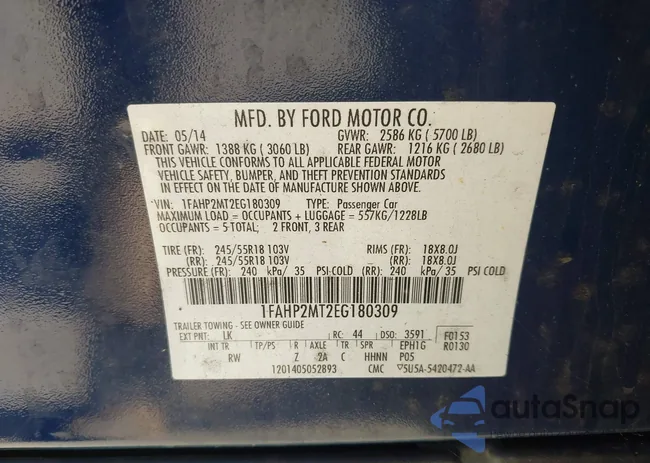 MFD. BY FORD MOTOR CO.
DATE: 05/14 GVWR: 2586 KG ( 5700 LB)
FRONT GAWR: 1388 KG ( 3060 LB) REAR GAWR: 1216 KG ( 2680 LB)
THIS VEHICLE CONFORMS TO ALL APPLICABLE FEDERAL MOTOR
VEHICLE SAFETY, BUMPER, AND THEFT PREVENTION STANDARDS
IN EFFECT ON THE DATE OF MANUFACTURE SHOWN ABOVE.
VIN: 1FAHP2MT2EG180309 TYPE: Passenger Car
MAXIMUM LOAD = OCCUPANTS + LUGGAGE = 557KG/1228LB
OCCUPANTS = 5 TOTAL; 2 FRONT, 3 REAR
TIRE (FR): 245/55R18 103V RIMS (FR): 18X8.0J
(RR): 245/55R18 103V (RR): 18X8.0J
PRESSURE (FR): 240 kPa/ 35 PSI-COLD (RR): 240 kPa/ 35 PSI COLD
1FAHP2MT2EG180309
TRAILER TOWING - SEE OWNER GUIDE
EXT PNT: LK RC: 44 DSO: 3591 F0153
INT TR TP/PS R AXLE TR SPR EPH1G R0130
RW Z 2A C HHNN P05
1201405052893 CMC 5U5A-5420472-AA
autoSnap